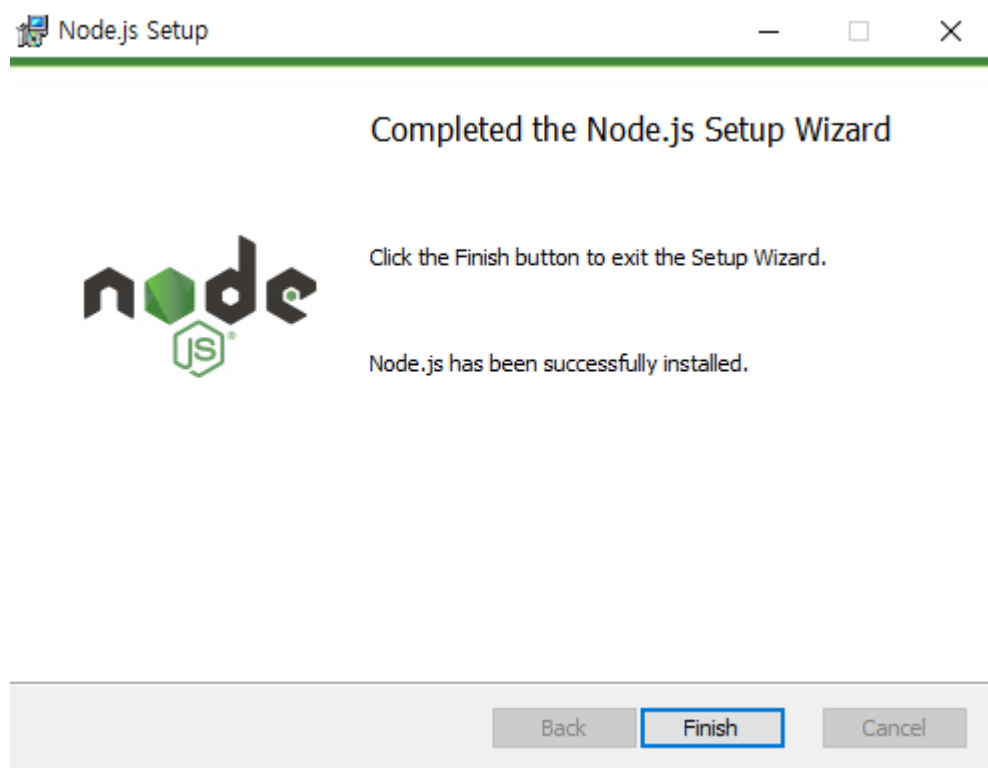 Node.js Setup
Completed the Node.js Setup Wizard
Click the Finish button to exit the Setup Wizard.
node
JS®
Node.js has been successfully installed.
Back
Finish
Cancel